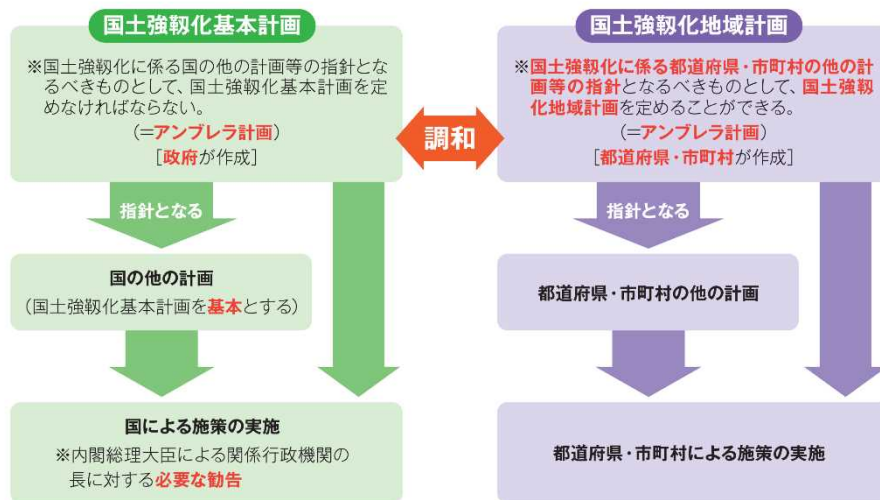 国土強靱化基本計画
※国土強靱化に係る国の他の計画等の指針とな
るべきものとして、国土強靱化基本計画を定
めなければならない。
(=アンブレラ計画)
[政府が作成]
調和
国土強靱化地域計画
※国土強靱化に係る都道府県・市町村の他の計
画等の指針となるべきものとして、国土強靱
化地域計画を定めることができる。
(=アンブレラ計画)
[都道府県・市町村が作成]
指針となる
国の他の計画
(国土強靱化基本計画を基本とする)
国による施策の実施
※内閣総理大臣による関係行政機関の
長に対する必要な勧告
指針となる
都道府県・市町村の他の計画
都道府県・市町村による施策の実施